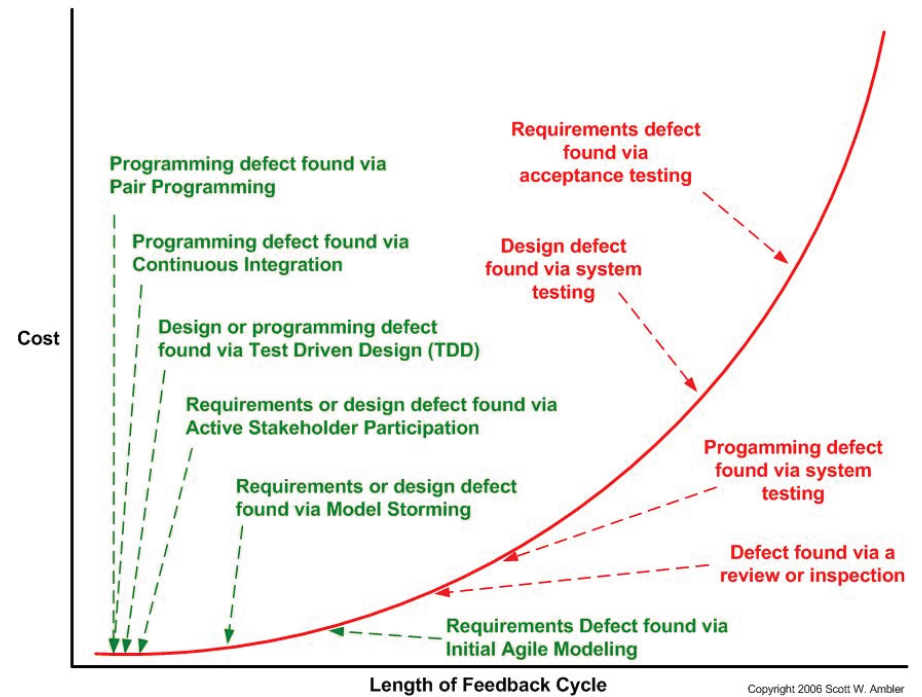 Programming defect found via
Pair Programming
Programming defect found via
Continuous Integration
Design or programming defect
found via Test Driven Design (TDD)
Requirements or design defect found via
Active Stakeholder Participation
Requirements or design defect
found via Model Storming
Requirements Defect found via
Initial Agile Modeling
Requirements defect
found via
acceptance testing
Design defect
found via system
testing
Progamming defect
found via system
testing
Defect found via a
review or inspection
Cost
Length of Feedback Cycle
Copyright 2006 Scott W. Ambler